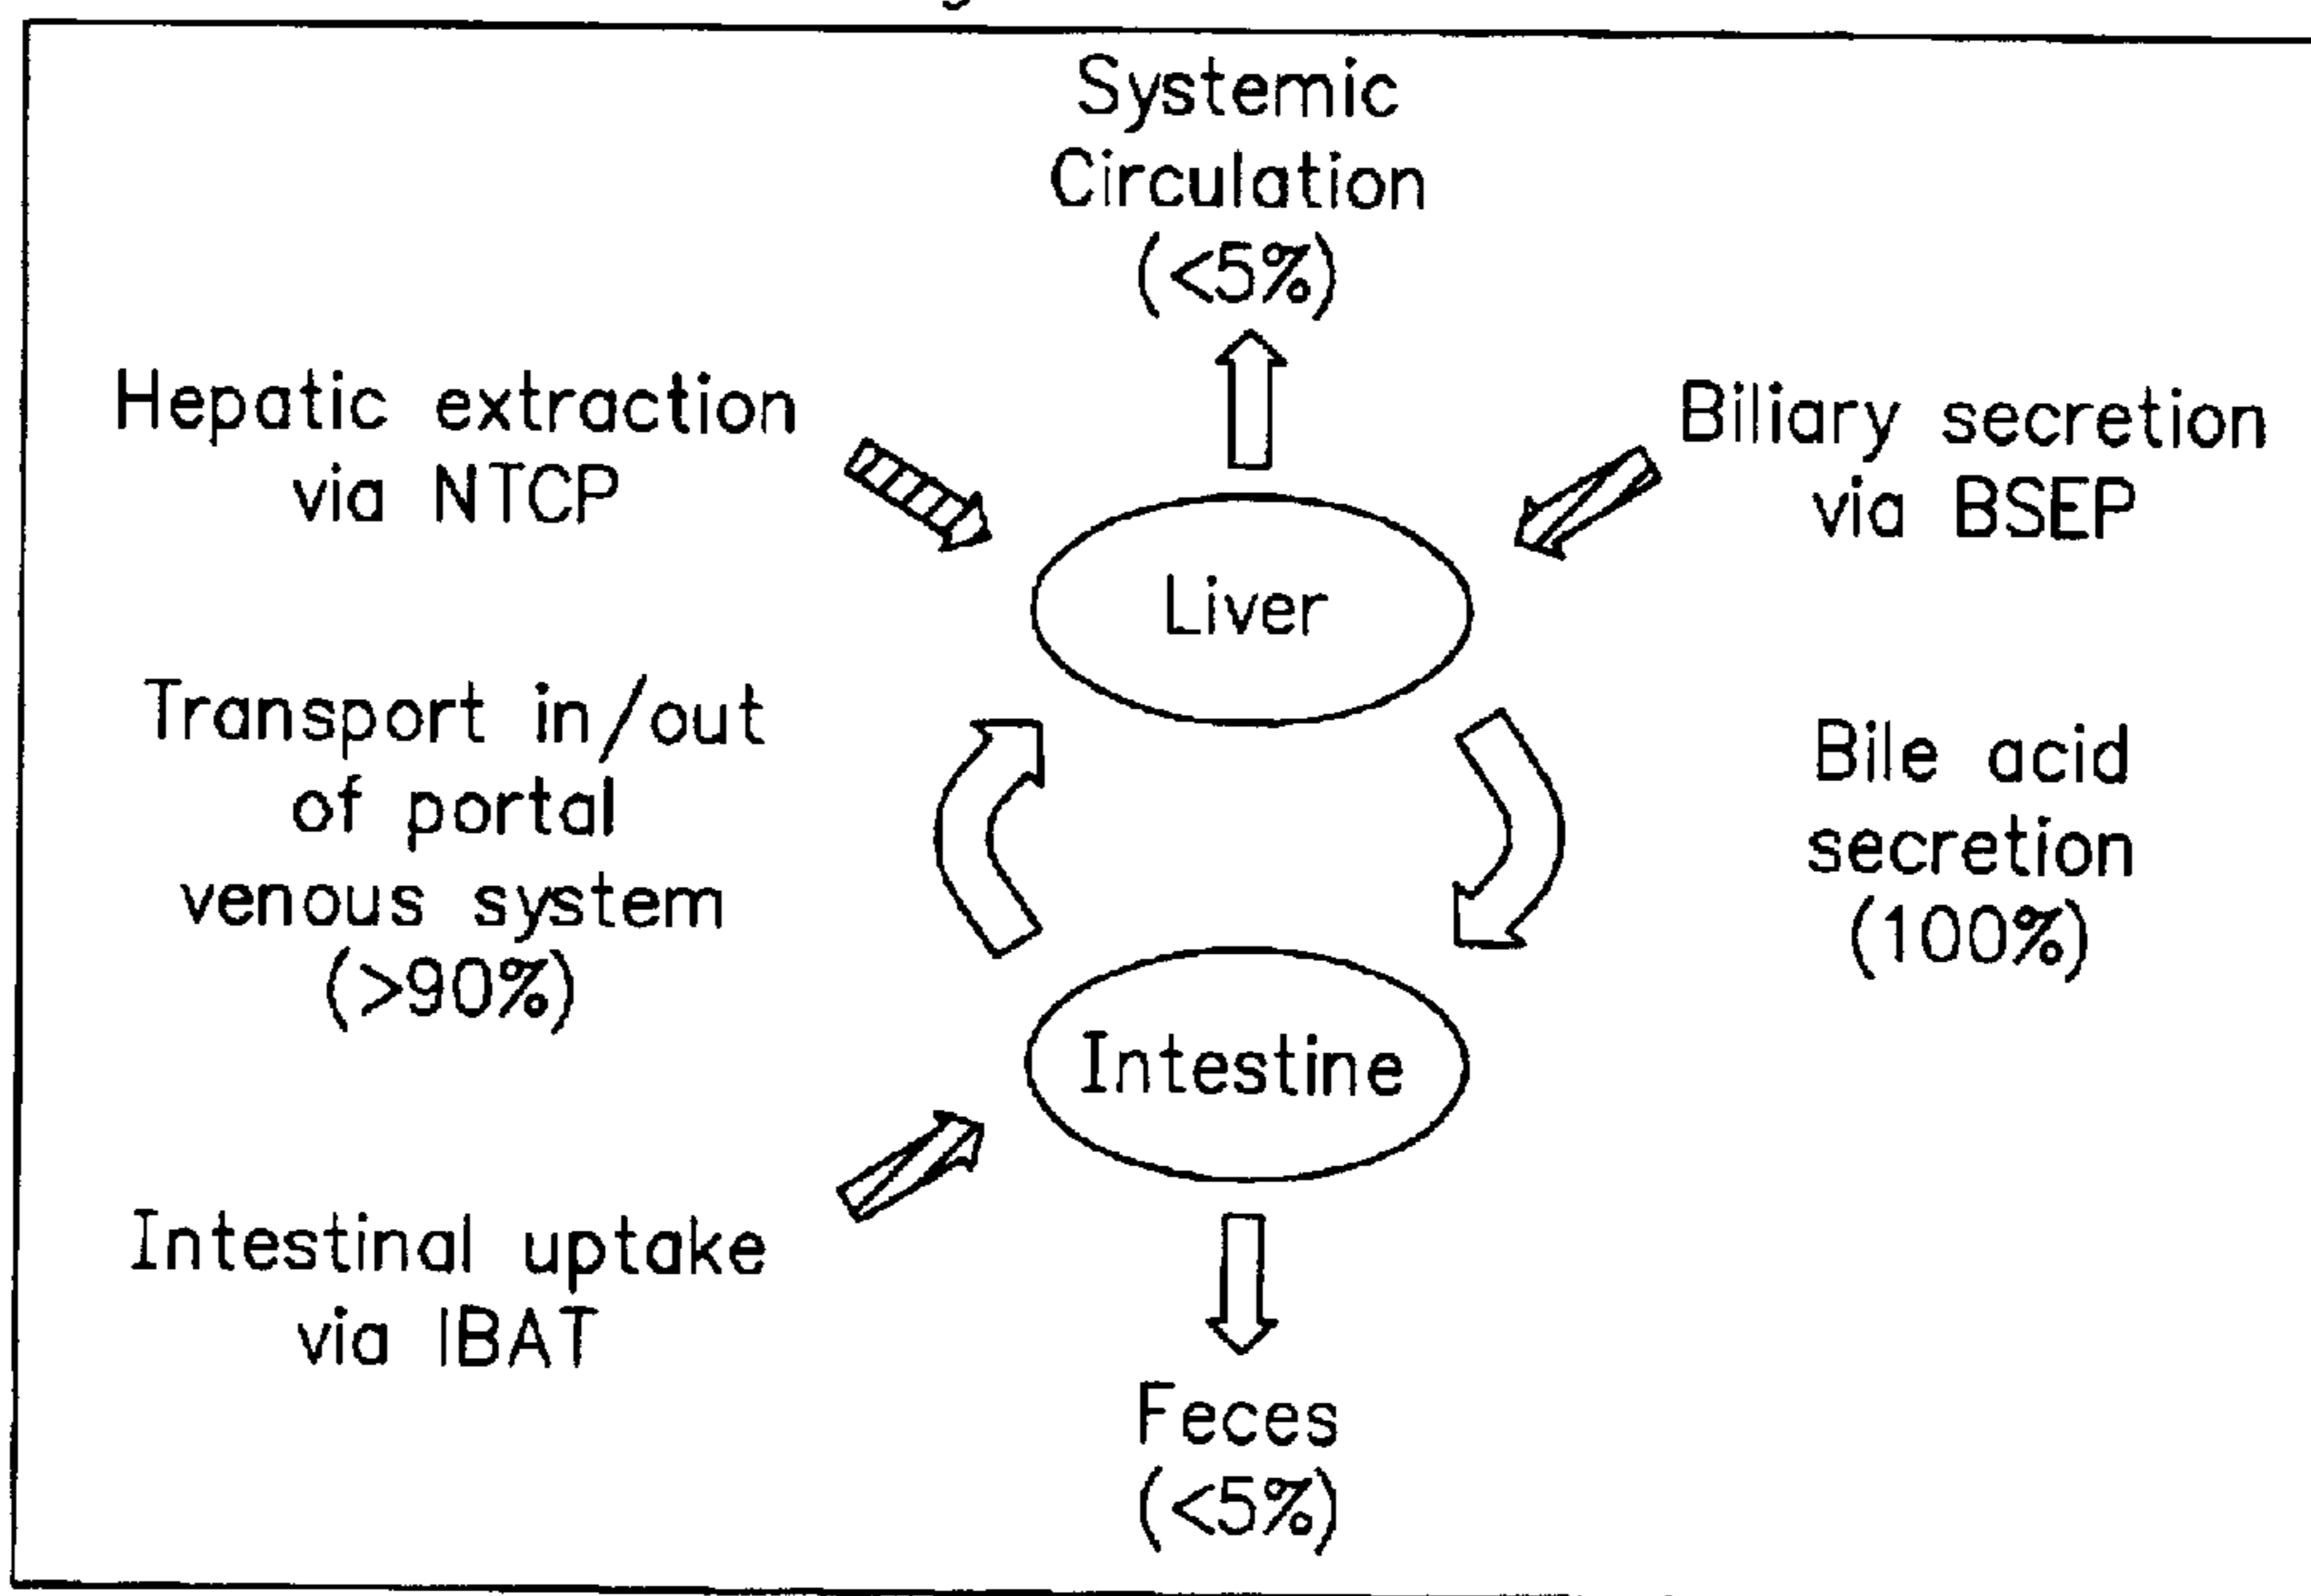 Systemic
Circulation
(<5%)
Hepatic extraction
via NTCP
Biliary secretion
via BSEP
Liver
Transport in/out
of portal
venous system
(>90%)
Bile acid
secretion
(100%)
Intestine
Intestinal uptake
via IBAT
Feces
(<5%)